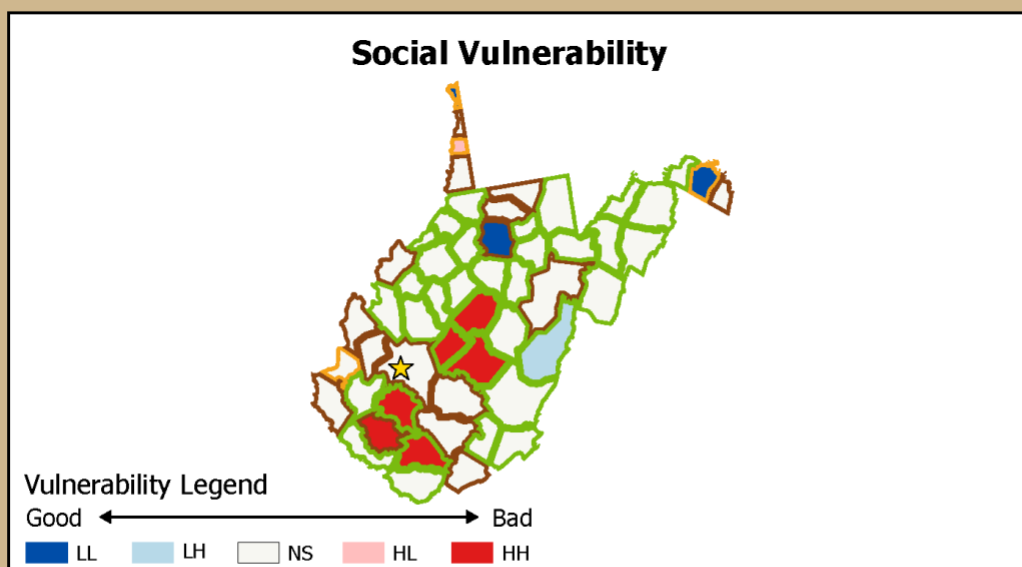 Social Vulnerability
Vulnerability Legend
Good Bad
LL LH NS HL HH